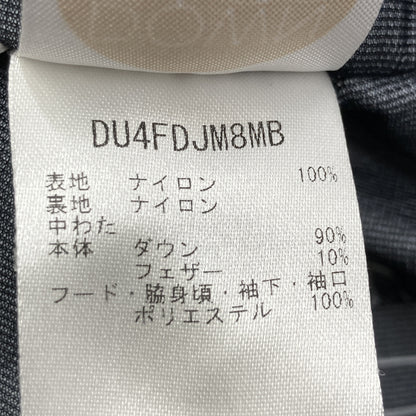 DU4FDJM8MB
表地 ナイロン 100%
裏地 ナイロン
中わた
本体 ダウン 90%
フェザー 10%
フード・脇身頃・袖下・袖口
ポリエステル 100%